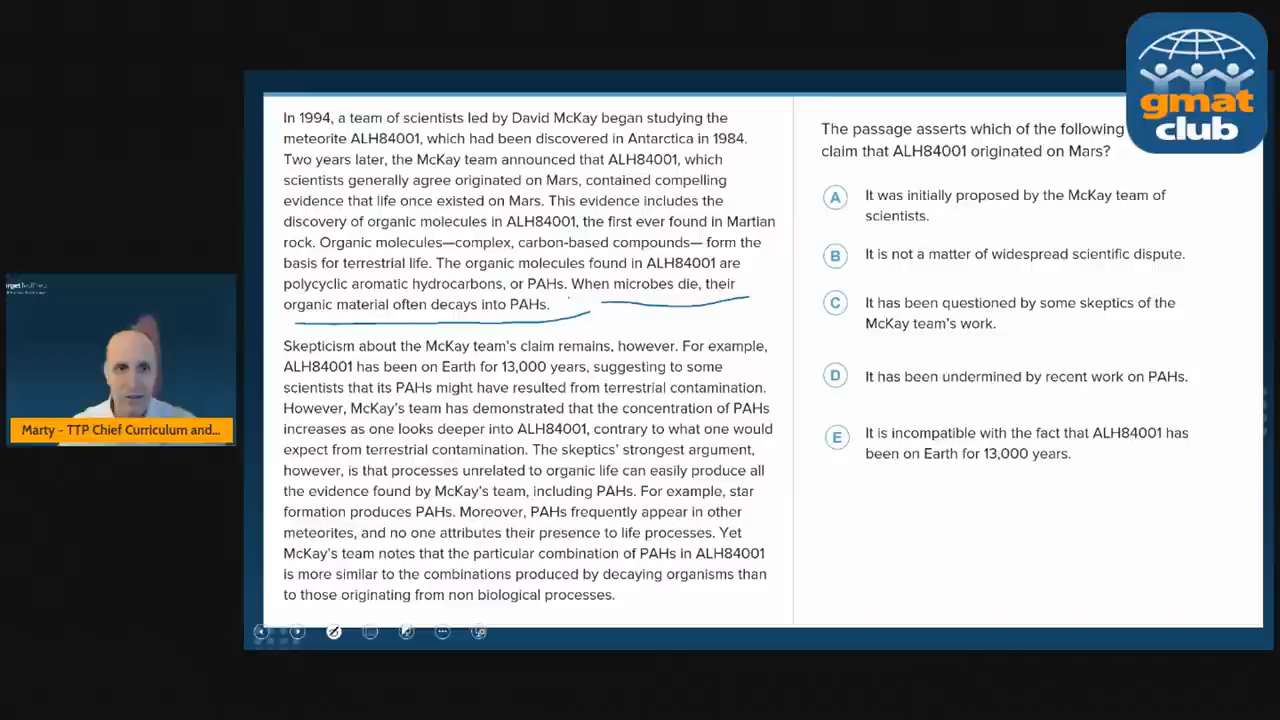 gmat
club
In 1994, a team of scientists led by David McKay began studying the
meteorite ALH84001, which had been discovered in Antarctica in 1984.
Two years later, the McKay team announced that ALH84001, which
scientists generally agree originated on Mars, contained compelling
evidence that life once existed on Mars. This evidence includes the
discovery of organic molecules in ALH84001, the first ever found in Martian
rock. Organic molecules—complex, carbon-based compounds— form the
basis for terrestrial life. The organic molecules found in ALH84001 are
polycyclic aromatic hydrocarbons, or PAHs. When microbes die, their
organic material often decays into PAHs.
Skepticism about the McKay team's claim remains, however. For example,
ALH84001 has been on Earth for 13,000 years, suggesting to some
scientists that its PAHs might have resulted from terrestrial contamination.
However, McKay's team has demonstrated that the concentration of PAHs
increases as one looks deeper into ALH84001, contrary to what one would
expect from terrestrial contamination. The skeptics' strongest argument,
however, is that processes unrelated to organic life can easily produce all
the evidence found by McKay's team, including PAHs. For example, star
formation produces PAHs. Moreover, PAHs frequently appear in other
meteorites, and no one attributes their presence to life processes. Yet
McKay's team notes that the particular combination of PAHs in ALH84001
is more similar to the combinations produced by decaying organisms than
to those originating from non biological processes.
The passage asserts which of the following
claim that ALH84001 originated on Mars?
A It was initially proposed by the McKay team of
scientists.
B It is not a matter of widespread scientific dispute.
C It has been questioned by some skeptics of the
McKay team's work.
D It has been undermined by recent work on PAHs.
E It is incompatible with the fact that ALH84001 has
been on Earth for 13,000 years.
Marty - TTP Chief Curriculum and...